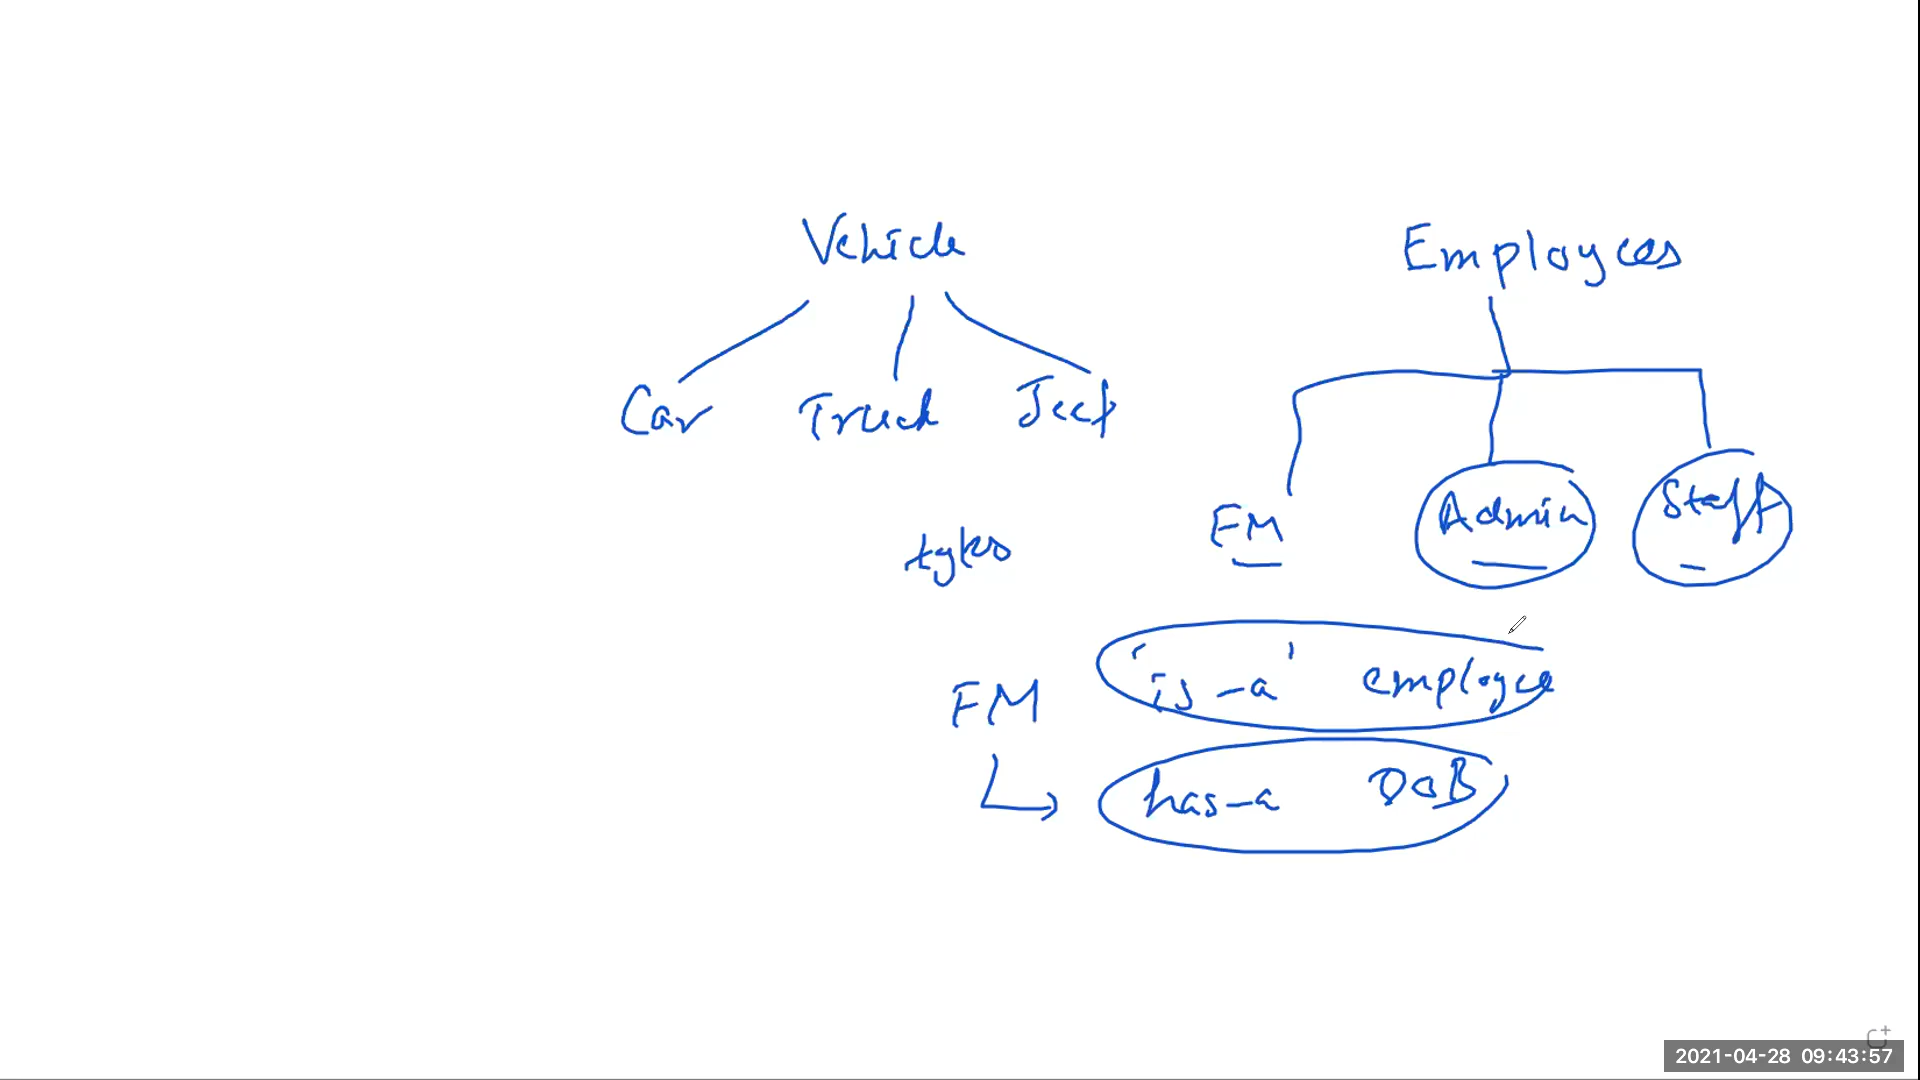 Vehicle
Employees
Car Truck Jeep
FM Admin Staff
types
FM 'is-a' employee
has-a DoB
2021-04-28 09:43:57